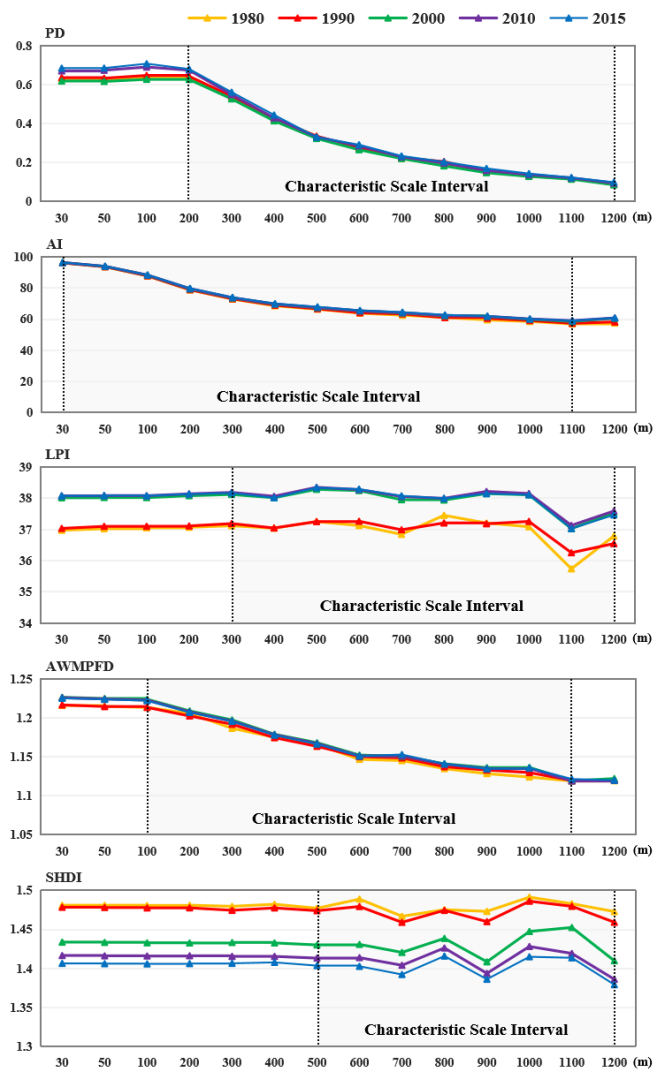 1980 1990 2000 2010 2015
PD
0.8
0.6
0.4
0.2
0
Characteristic Scale Interval
30 50 100 200 300 400 500 600 700 800 900 1000 1100 1200 (m)
AI
100
80
60
40
20
0
Characteristic Scale Interval
30 50 100 200 300 400 500 600 700 800 900 1000 1100 1200 (m)
LPI
39
38
37
36
35
34
Characteristic Scale Interval
30 50 100 200 300 400 500 600 700 800 900 1000 1100 1200 (m)
AWMPFD
1.25
1.2
1.15
1.1
1.05
Characteristic Scale Interval
30 50 100 200 300 400 500 600 700 800 900 1000 1100 1200 (m)
SHDI
1.5
1.45
1.4
1.35
1.3
Characteristic Scale Interval
30 50 100 200 300 400 500 600 700 800 900 1000 1100 1200 (m)